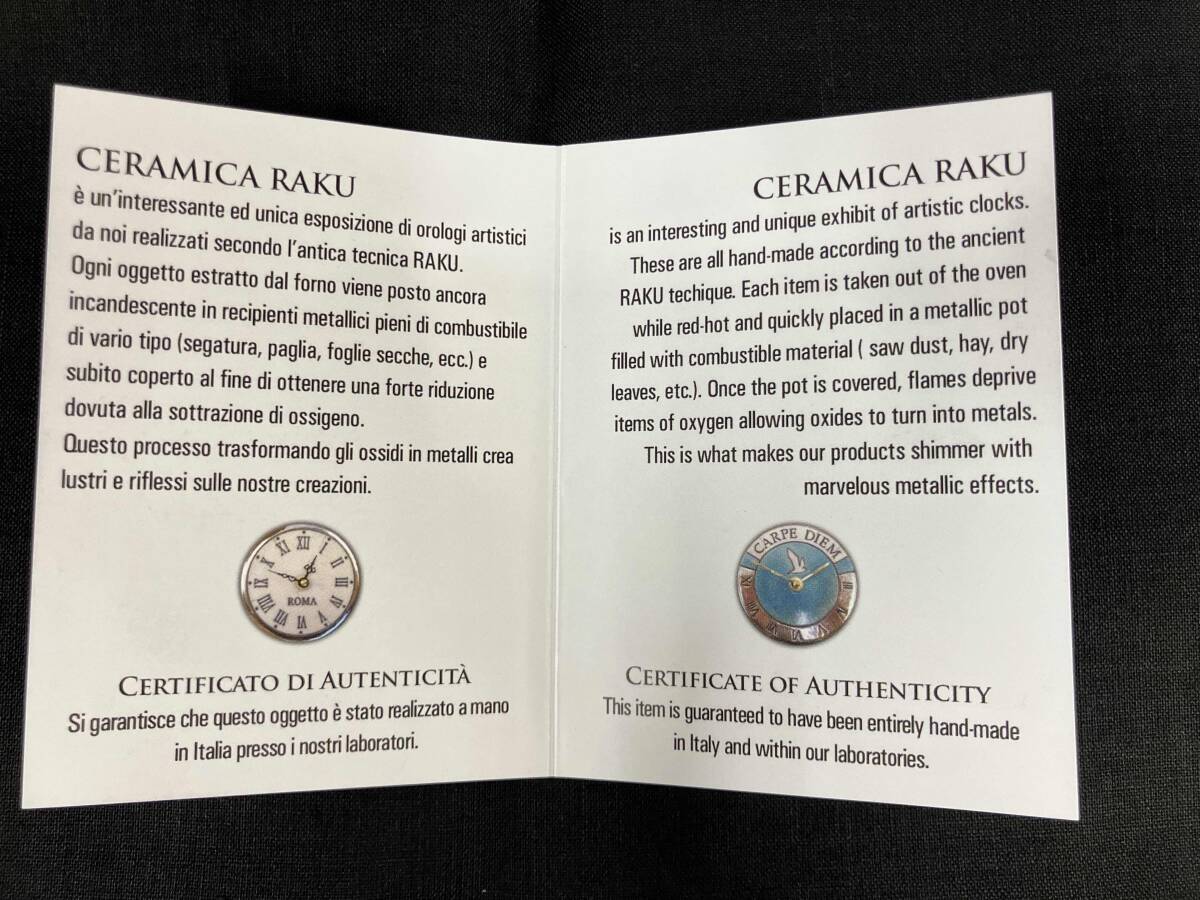 CERAMICA RAKU
è un'interessante ed unica esposizione di orologi artistici
da noi realizzati secondo l'antica tecnica RAKU.
Ogni oggetto estratto dal forno viene posto ancora
incandescente in recipienti metallici pieni di combustibile
di vario tipo (segatura, paglia, foglie secche, ecc.) e
subito coperto al fine di ottenere una forte riduzione
dovuta alla sottrazione di ossigeno.
Questo processo trasformando gli ossidi in metalli crea
lustri e riflessi sulle nostre creazioni.
XII I II III IV V VI VII VIII IX X XI
ROMA
CERTIFICATO DI AUTENTICITÀ
Si garantisce che questo oggetto è stato realizzato a mano
in Italia presso i nostri laboratori.
CERAMICA RAKU
is an interesting and unique exhibit of artistic clocks.
These are all hand-made according to the ancient
RAKU techique. Each item is taken out of the oven
while red-hot and quickly placed in a metallic pot
filled with combustible material ( saw dust, hay, dry
leaves, etc.). Once the pot is covered, flames deprive
items of oxygen allowing oxides to turn into metals.
This is what makes our products shimmer with
marvelous metallic effects.
CARPE DIEM
CERTIFICATE OF AUTHENTICITY
This item is guaranteed to have been entirely hand-made
in Italy and within our laboratories.